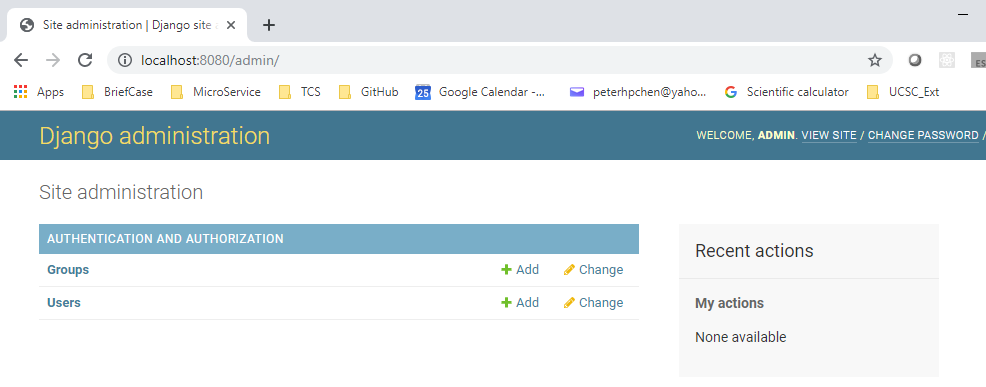 Site administration | Django site
localhost:8080/admin/
Apps BriefCase MicroService TCS GitHub 25 Google Calendar -... peterhpchen@yaho... Scientific calculator UCSC_Ext
Django administration
WELCOME, ADMIN. VIEW SITE / CHANGE PASSWORD /
Site administration
AUTHENTICATION AND AUTHORIZATION
Groups Add Change
Users Add Change
Recent actions
My actions
None available